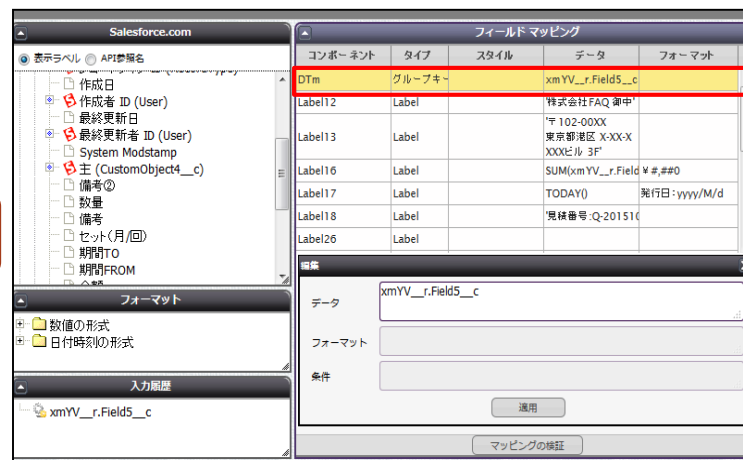 Salesforce.com
表示ラベル API参照名
作成日
作成者 ID (User)
最終更新日
最終更新者 ID (User)
System Modstamp
主 (CustomObject4__c)
備考②
数量
備考
セット(月/回)
期間TO
期間FROM
フォーマット
数値の形式
日付時刻の形式
入力履歴
xmYV__r.Field5__c
フィールド マッピング
コンポーネント タイプ スタイル データ フォーマット
DTm グループキー xmYV__r.Field5__c
Label12 Label '株式会社FAQ 御中'
Label13 Label '〒102-00XX
東京都港区 X-XX-X
XXXビル 3F'
Label16 Label SUM(xmYV__r.Field ¥#,##0
Label17 Label TODAY() 発行日：yyyy/M/d
Label18 Label '見積番号:Q-20151(
Label26 Label
編集
データ xmYV__r.Field5__c
フォーマット
条件
適用
マッピングの検証